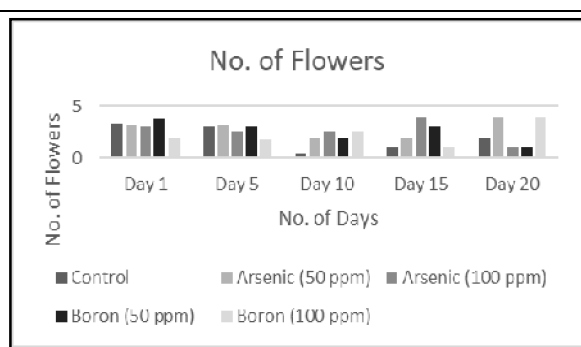 No. of Flowers
No. of Flowers
5
0
Day 1 Day 5 Day 10 Day 15 Day 20
No. of Days
Control Arsenic (50 ppm) Arsenic (100 ppm)
Boron (50 ppm) Boron (100 ppm)